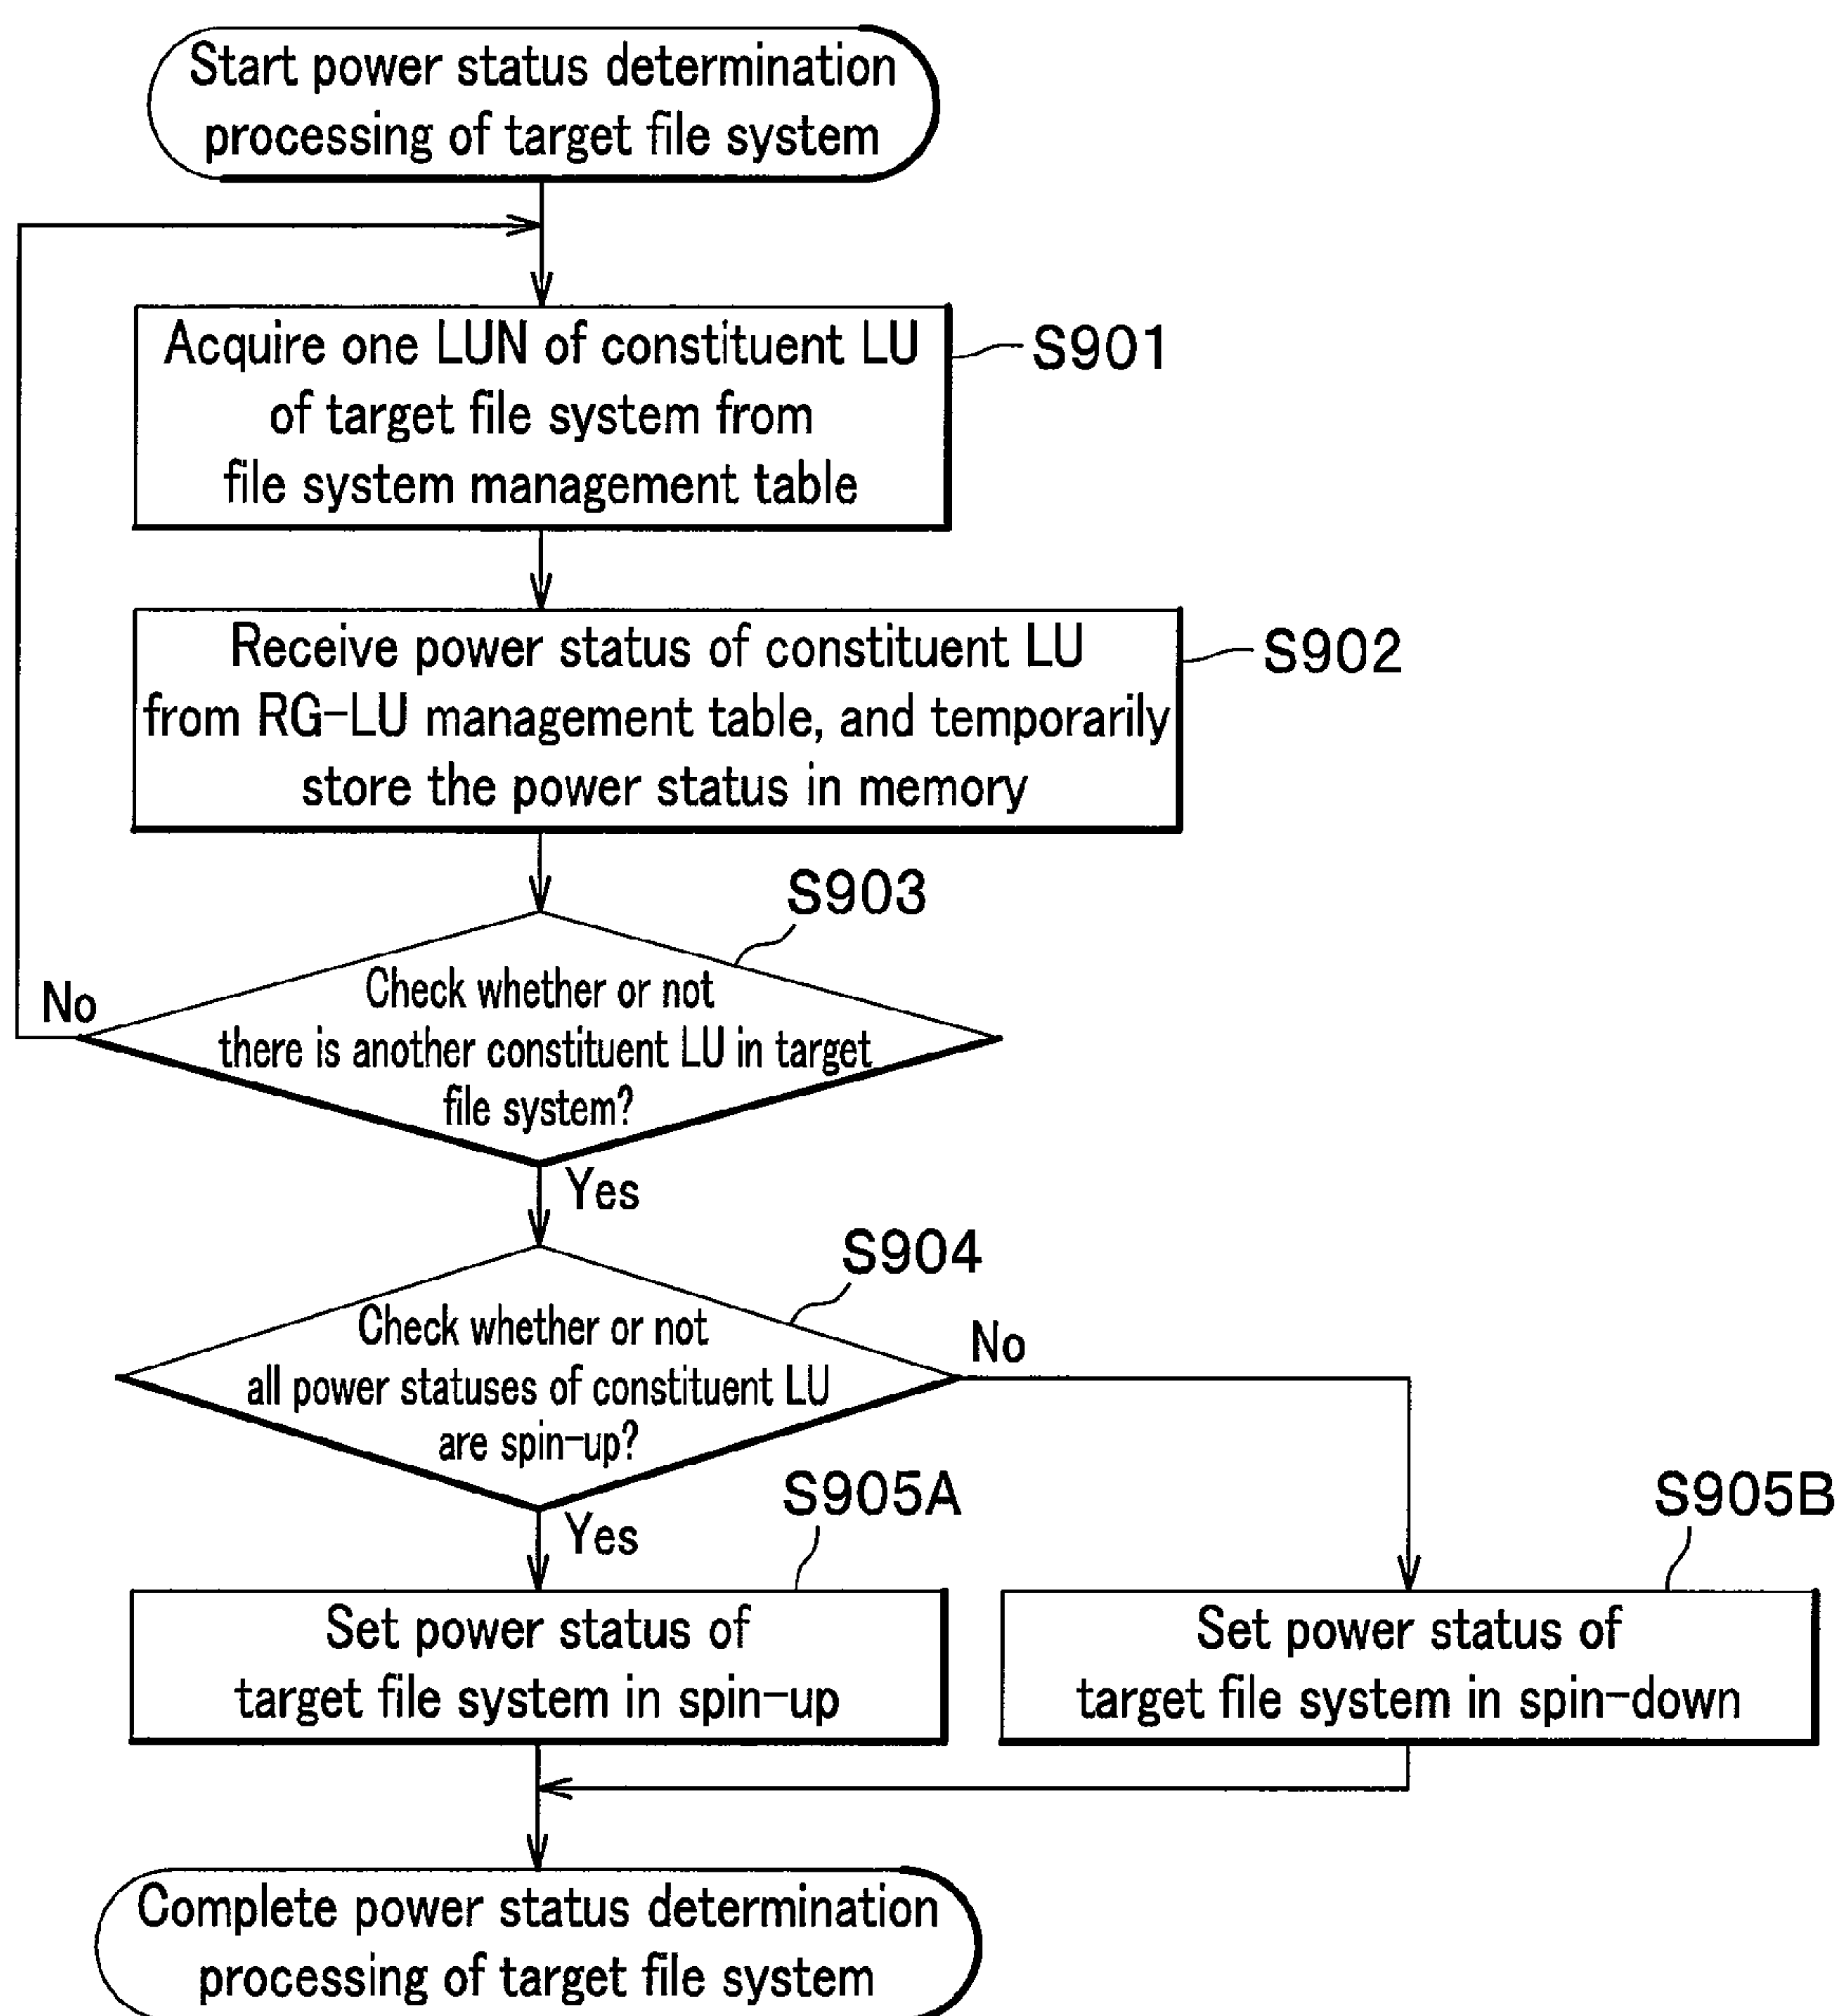 Start power status determination
processing of target file system
Acquire one LUN of constituent LU
of target file system from
file system management table
S901
Receive power status of constituent LU
from RG-LU management table, and temporarily
store the power status in memory
S902
S903
Check whether or not
there is another constituent LU in target
file system?
No
Yes
S904
Check whether or not
all power statuses of constituent LU
are spin-up?
No
Yes
S905A
S905B
Set power status of
target file system in spin-up
Set power status of
target file system in spin-down
Complete power status determination
processing of target file system